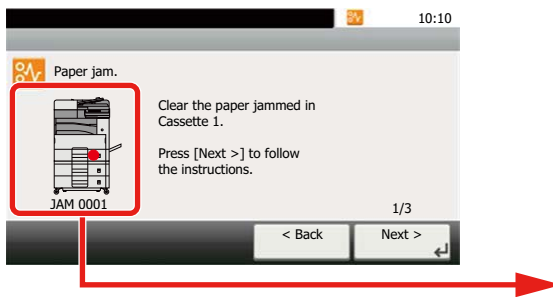 10:10
Paper jam.
Clear the paper jammed in
Cassette 1.
Press [Next >] to follow
the instructions.
JAM 0001
1/3
< Back
Next >